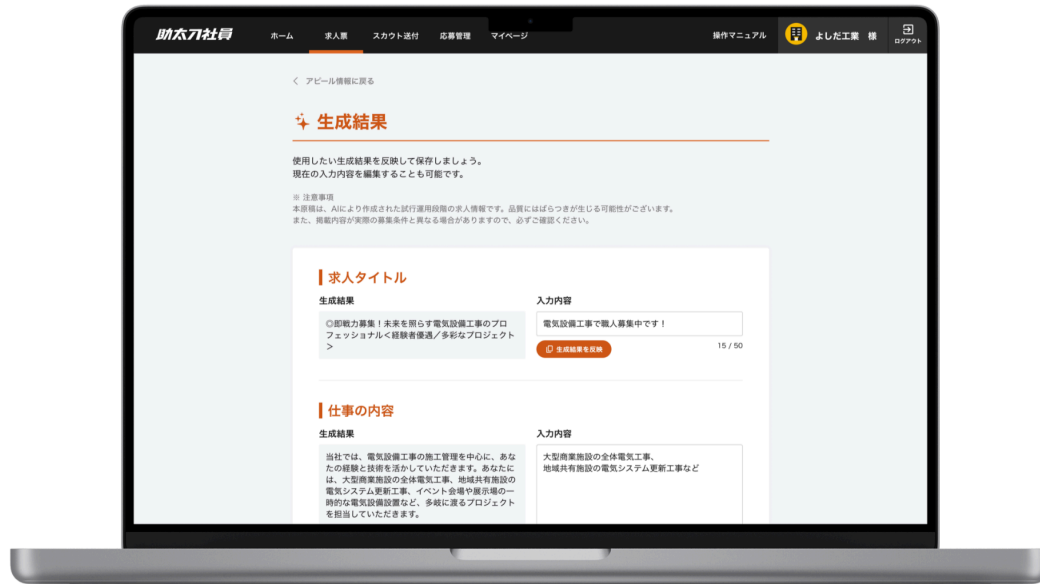 助太刀社員
ホーム
求人票
スカウト送付
応募管理
マイページ
操作マニュアル
よしだ工業 様
ログアウト
アピール情報に戻る
生成結果
使用したい生成結果を反映して保存しましょう。
現在の入力内容を編集することも可能です。
※ 注意事項
本原稿は、AIにより作成された試行運用段階の求人情報です。品質にはばらつきが生じる可能性がございます。
また、掲載内容が実際の募集条件と異なる場合がありますので、必ずご確認ください。
求人タイトル
生成結果
◎即戦力募集！未来を照らす電気設備工事のプロ
フェッショナル＜経験者優遇／多彩なプロジェクト
＞
入力内容
電気設備工事で職人募集中です！
生成結果を反映
15 / 50
仕事の内容
生成結果
当社では、電気設備工事の施工管理を中心に、あな
たの経験と技術を活かしていただきます。あなたに
は、大型商業施設の全体電気工事、地域共有施設の
電気システム更新工事、イベント会場や展示場の一
時的な電気設備設置など、多岐に渡るプロジェクト
を担当していただきます。
入力内容
大型商業施設の全体電気工事、
地域共有施設の電気システム更新工事など